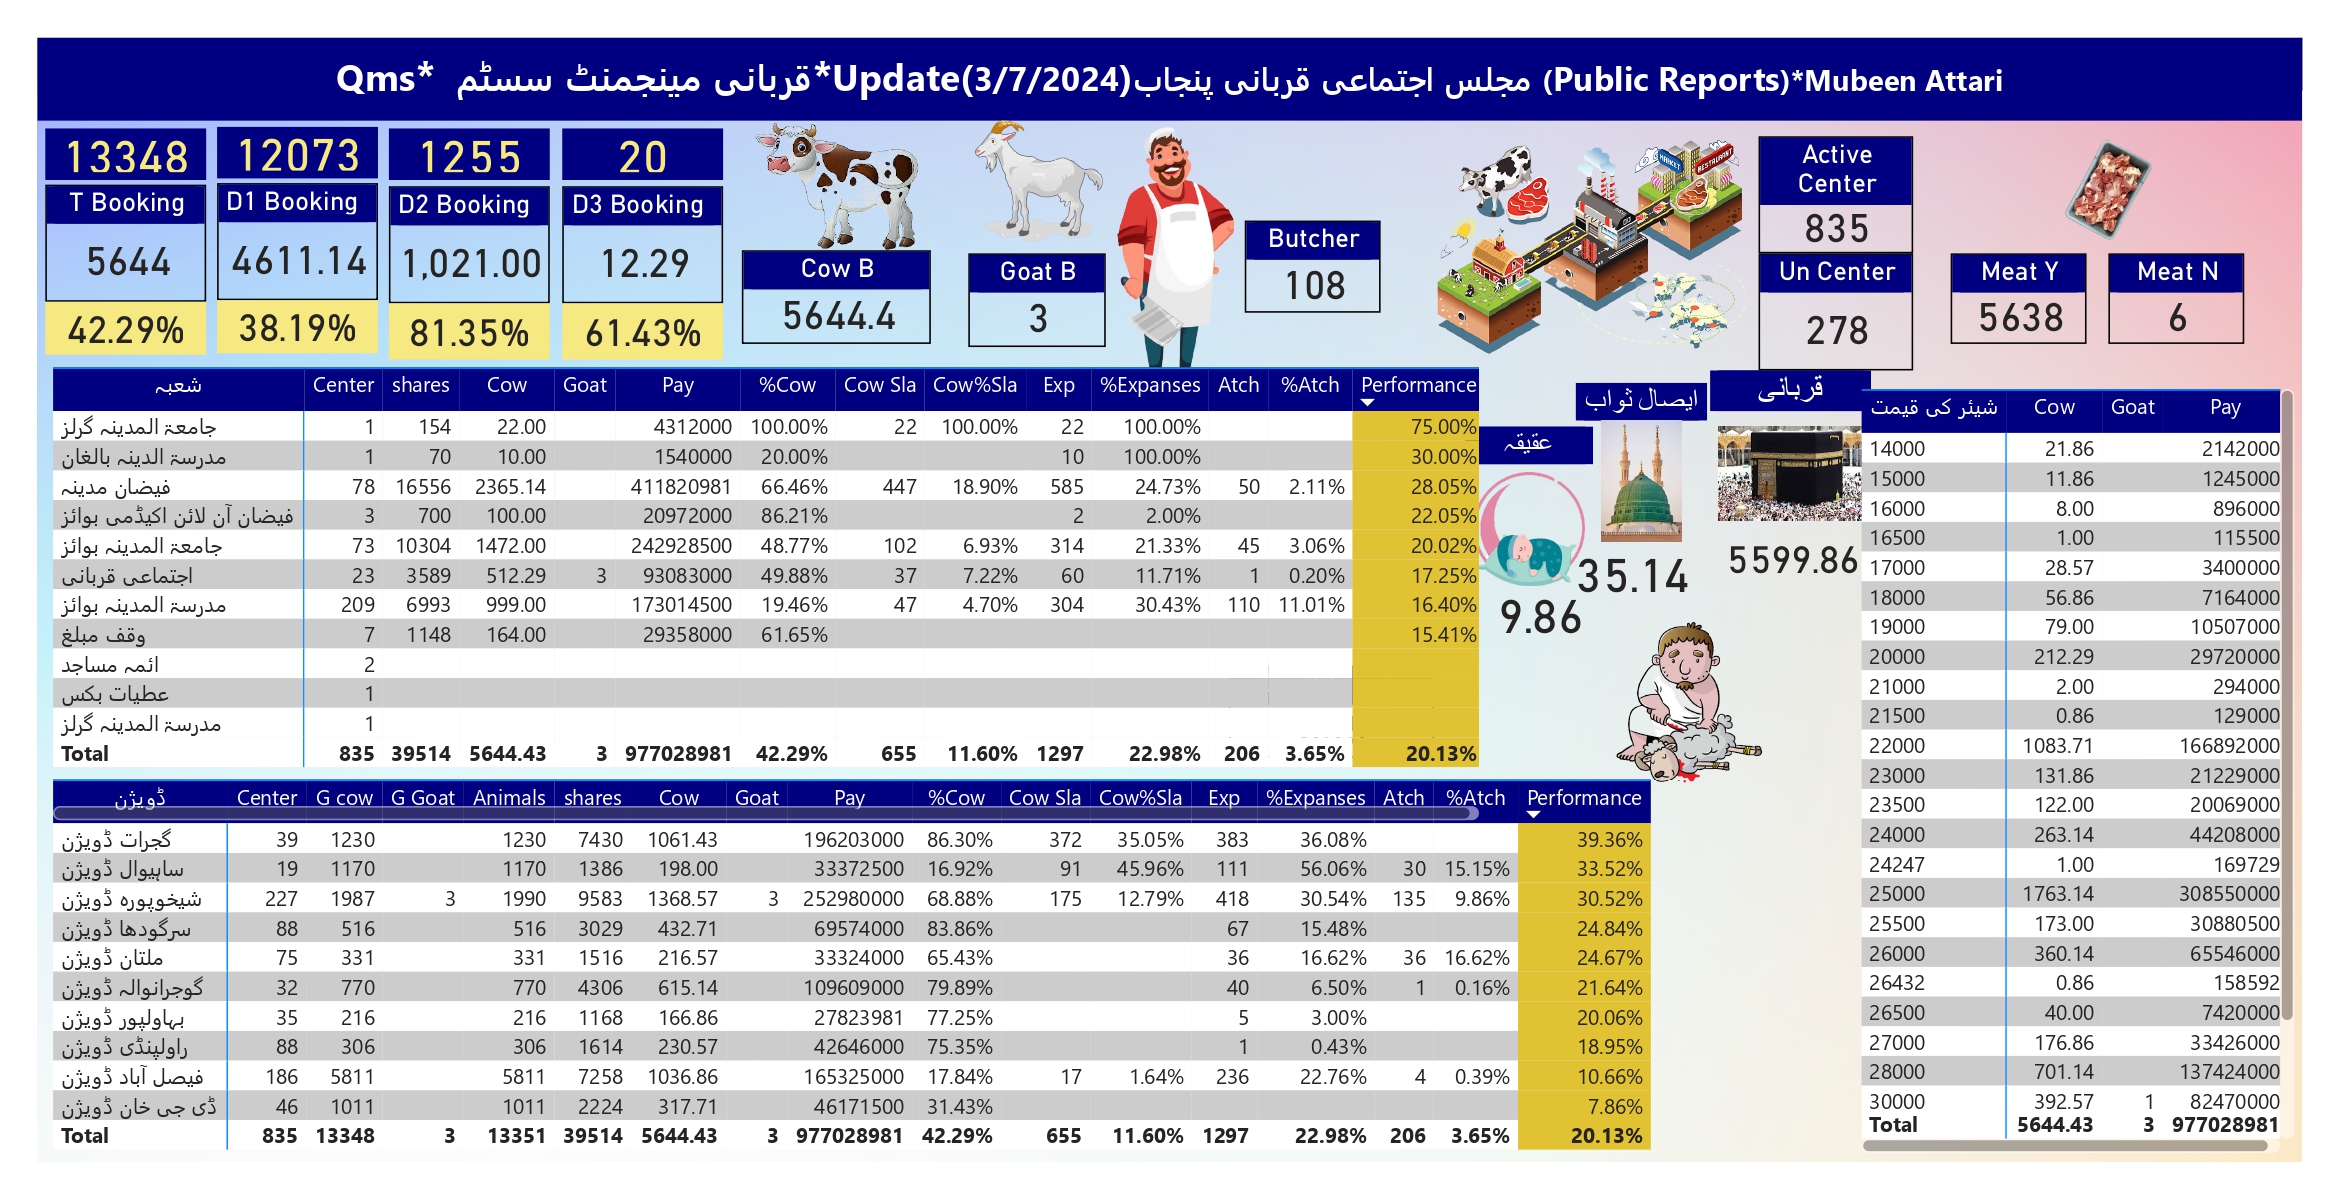 Qms* قربانی مینجمنٹ سسٹم*Update(3/7/2024)مجلس اجتماعی قربانی پنجاب (Public Reports)*Mubeen Attari
13348 12073 1255 20
T Booking D1 Booking D2 Booking D3 Booking
5644 4611.14 1,021.00 12.29
42.29% 38.19% 81.35% 61.43%
Cow B
5644.4
Goat B
3
Butcher
108
MARKET
RESTAURANT
Active Center
835
Un Center
278
Meat Y
5638
Meat N
6
شعبہ Center shares Cow Goat Pay %Cow Cow Sla Cow%Sla Exp %Expanses Atch %Atch Performance
جامعۃ المدینہ گرلز 1 154 22.00 4312000 100.00% 22 100.00% 22 100.00% 75.00%
مدرسۃ الدینہ بالغان 1 70 10.00 1540000 20.00% 10 100.00% 30.00%
فیضان مدینہ 78 16556 2365.14 411820981 66.46% 447 18.90% 585 24.73% 50 2.11% 28.05%
فیضان آن لائن اکیڈمی بوائز 3 700 100.00 20972000 86.21% 2 2.00% 22.05%
جامعۃ المدینہ بوائز 73 10304 1472.00 242928500 48.77% 102 6.93% 314 21.33% 45 3.06% 20.02%
اجتماعی قربانی 23 3589 512.29 3 93083000 49.88% 37 7.22% 60 11.71% 1 0.20% 17.25%
مدرسۃ المدینہ بوائز 209 6993 999.00 173014500 19.46% 47 4.70% 304 30.43% 110 11.01% 16.40%
وقف مبلغ 7 1148 164.00 29358000 61.65% 15.41%
ائمہ مساجد 2
عطیات بکس 1
مدرسۃ المدینہ گرلز 1
Total 835 39514 5644.43 3 977028981 42.29% 655 11.60% 1297 22.98% 206 3.65% 20.13%
عقیقہ
9.86
ایصال ثواب
35.14
قربانی
5599.86
ڈویژن Center G cow G Goat Animals shares Cow Goat Pay %Cow Cow Sla Cow%Sla Exp %Expanses Atch %Atch Performance
گجرات ڈویژن 39 1230 1230 7430 1061.43 196203000 86.30% 372 35.05% 383 36.08% 39.36%
ساہیوال ڈویژن 19 1170 1170 1386 198.00 33372500 16.92% 91 45.96% 111 56.06% 30 15.15% 33.52%
شیخوپورہ ڈویژن 227 1987 3 1990 9583 1368.57 3 252980000 68.88% 175 12.79% 418 30.54% 135 9.86% 30.52%
سرگودھا ڈویژن 88 516 516 3029 432.71 69574000 83.86% 67 15.48% 24.84%
ملتان ڈویژن 75 331 331 1516 216.57 33324000 65.43% 36 16.62% 36 16.62% 24.67%
گوجرانوالہ ڈویژن 32 770 770 4306 615.14 109609000 79.89% 40 6.50% 1 0.16% 21.64%
بہاولپور ڈویژن 35 216 216 1168 166.86 27823981 77.25% 5 3.00% 20.06%
راولپنڈی ڈویژن 88 306 306 1614 230.57 42646000 75.35% 1 0.43% 18.95%
فیصل آباد ڈویژن 186 5811 5811 7258 1036.86 165325000 17.84% 17 1.64% 236 22.76% 4 0.39% 10.66%
ڈی جی خان ڈویژن 46 1011 1011 2224 317.71 46171500 31.43% 7.86%
Total 835 13348 3 13351 39514 5644.43 3 977028981 42.29% 655 11.60% 1297 22.98% 206 3.65% 20.13%
شیئر کی قیمت Cow Goat Pay
14000 21.86 2142000
15000 11.86 1245000
16000 8.00 896000
16500 1.00 115500
17000 28.57 3400000
18000 56.86 7164000
19000 79.00 10507000
20000 212.29 29720000
21000 2.00 294000
21500 0.86 129000
22000 1083.71 166892000
23000 131.86 21229000
23500 122.00 20069000
24000 263.14 44208000
24247 1.00 169729
25000 1763.14 308550000
25500 173.00 30880500
26000 360.14 65546000
26432 0.86 158592
26500 40.00 7420000
27000 176.86 33426000
28000 701.14 137424000
30000 392.57 1 82470000
Total 5644.43 3 977028981